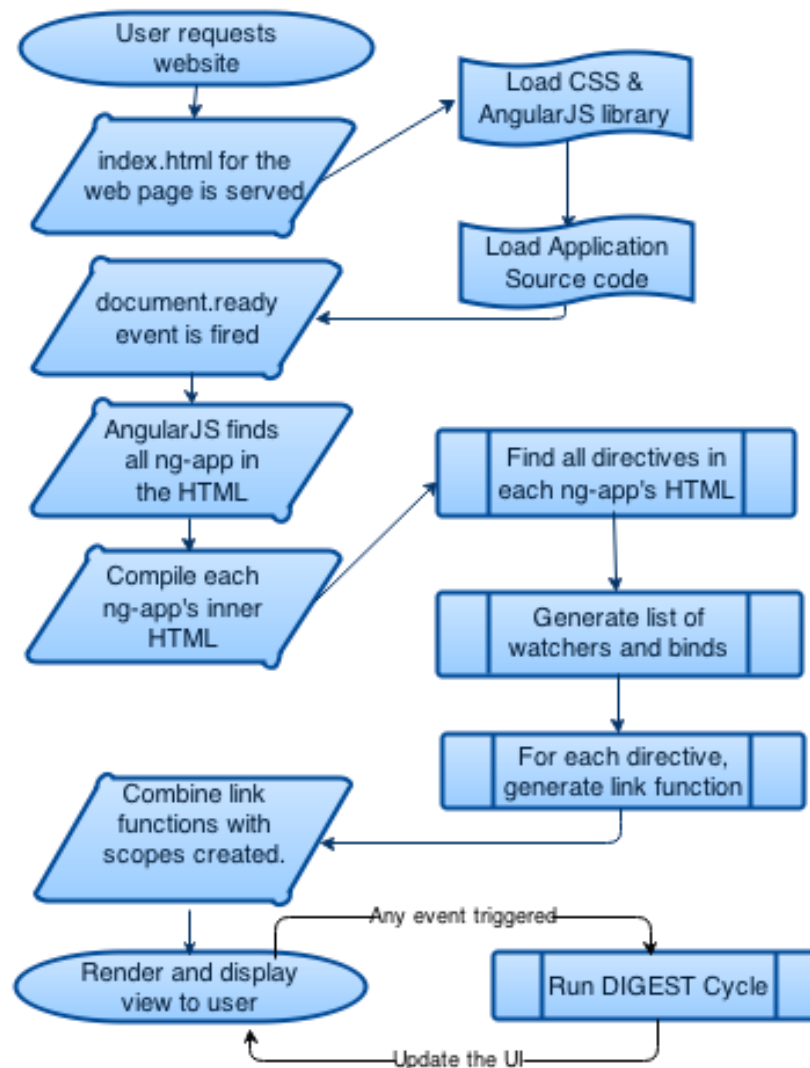 User requests
website
index.html for the
web page is served
Load CSS &
AngularJS library
Load Application
Source code
document.ready
event is fired
AngularJS finds
all ng-app in
the HTML
Compile each
ng-app's inner
HTML
Find all directives in
each ng-app's HTML
Generate list of
watchers and binds
For each directive,
generate link function
Combine link
functions with
scopes created.
Any event triggered
Render and display
view to user
Run DIGEST Cycle
Update the UI